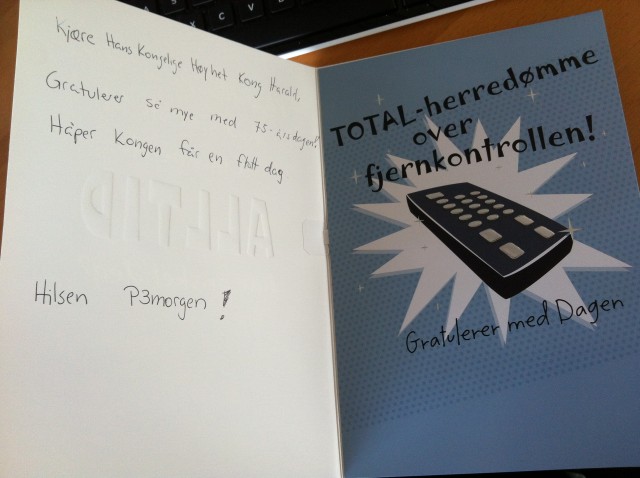 Kjære Hans Kongelige Høyhet Kong Harald,
Gratulerer så mye med 75-årsdagen!
Håper Kongen får en flott dag
ALLTID
Hilsen P3morgen!
TOTAL-herredømme
over
fjernkontrollen!
Gratulerer med Dagen